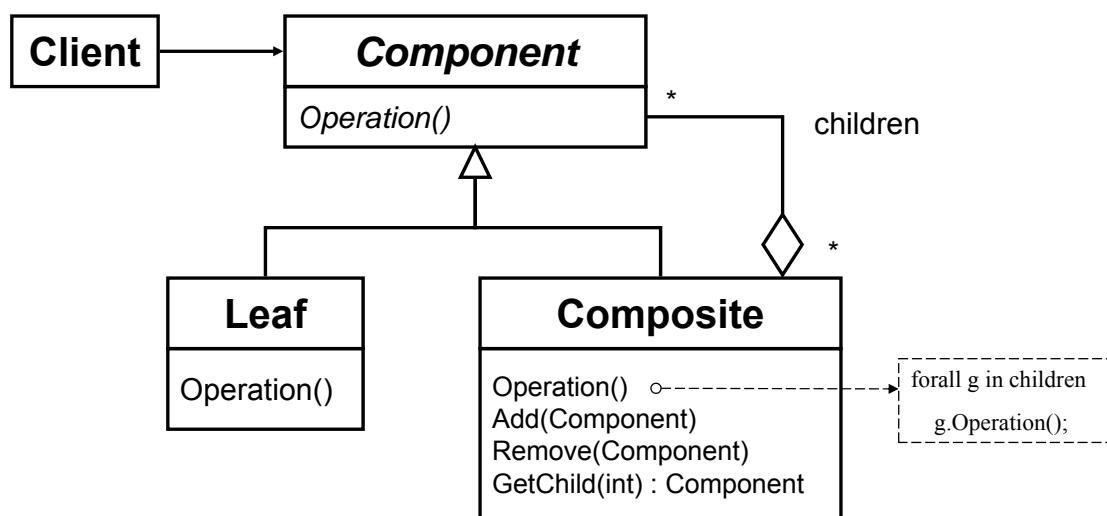 Client
Component
Operation()
*
children
*
Leaf
Operation()
Composite
Operation()
Add(Component)
Remove(Component)
GetChild(int) : Component
forall g in children
g.Operation();